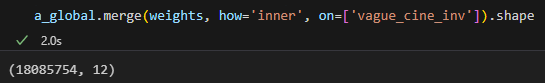 a_global.merge(weights, how='inner', on=['vague_cine_inv']).shape
✓ 2.0s
(18085754, 12)